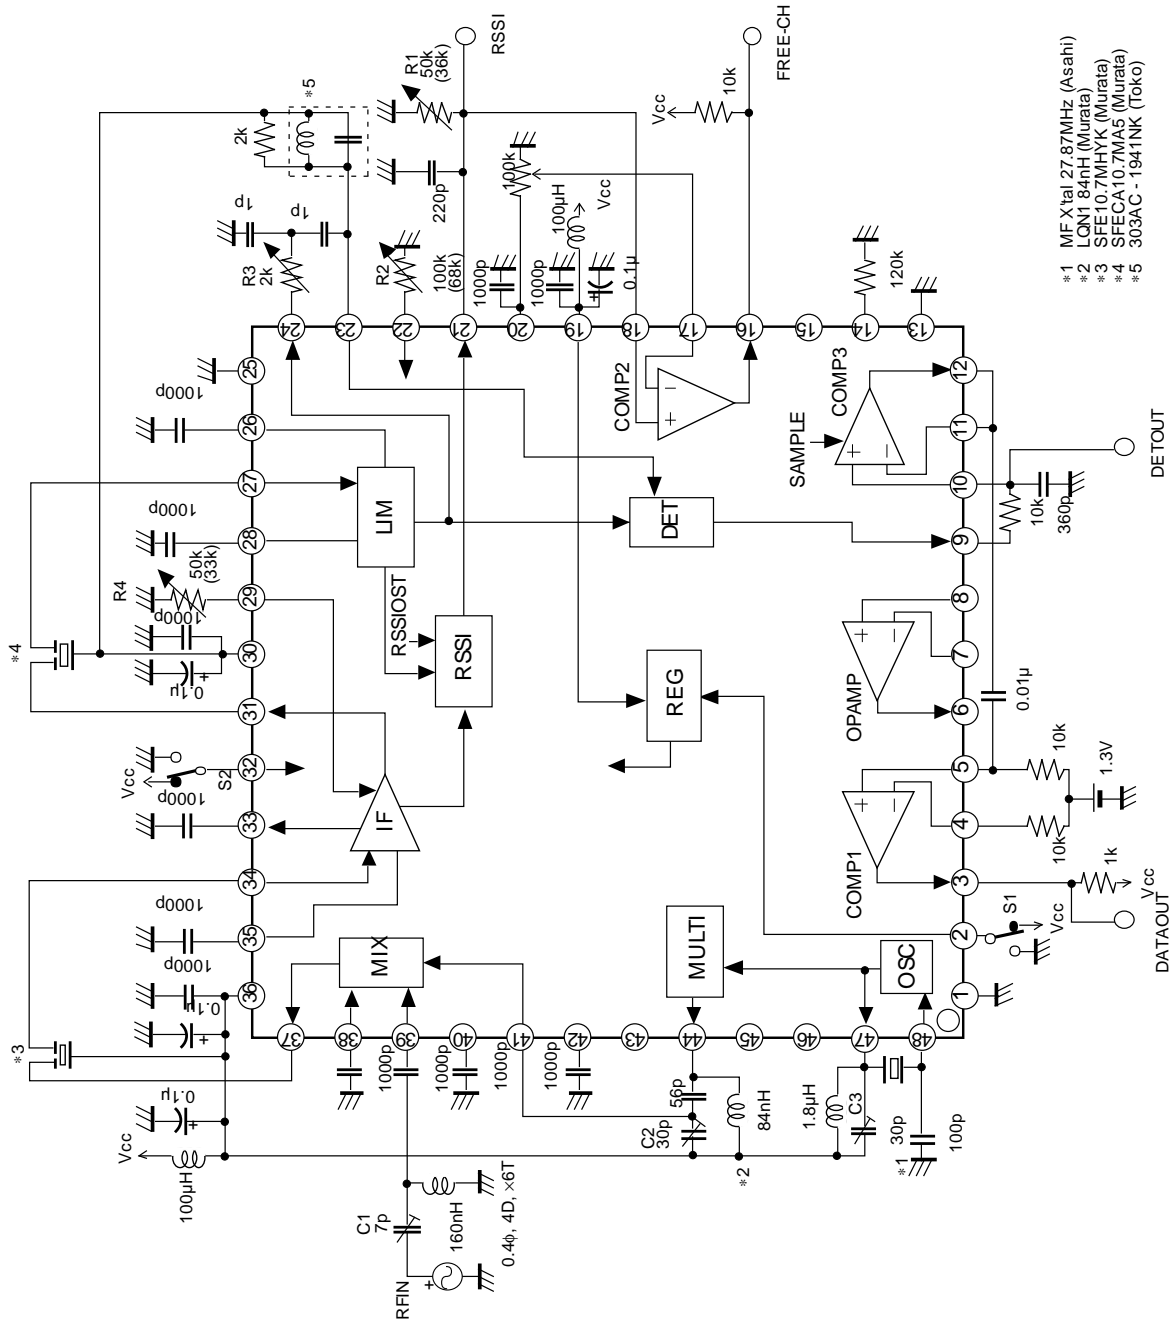 RSSI
R1
50k
(36k)
*5
2k
220p
1p
1p
R3
2k
R2
100k
(68k)
1000p
100k
100μH
Vcc
1000p
0.1μ
Vcc
10k
FREE-CH
120k
*1 MF X'tal 27.87MHz (Asahi)
*2 LQN1 84nH (Murata)
*3 SFE10.7MHYK (Murata)
*4 SFECA10.7MA5 (Murata)
*5 303AC - 1941NK (Toko)
24
23
22
21
20
19
18
17
16
15
14
13
25
26
27
28
29
30
31
32
33
34
35
36
1000p
1000p
50k
(33k)
R4
1000p
0.1μ
*4
Vcc
S2
1000p
1000p
1000p
0.1μ
*3
0.1μ
Vcc
100μH
LIM
RSSIOST
RSSI
IF
MIX
DET
REG
MULTI
OSC
COMP2
+
−
SAMPLE
COMP3
+
−
OPAMP
+
−
COMP1
+
−
12
11
10
9
8
7
6
5
4
3
2
1
10k
360p
DETOUT
0.01μ
10k
1.3V
10k
1k
Vcc
S1
Vcc
DATAOUT
37
38
39
40
41
42
43
44
45
46
47
48
1000p
1000p
1000p
1000p
56p
C2
30p
84nH
*2
1.8μH
C3
30p
*1
100p
C1
7p
160nH
0.4ϕ, 4D, ×6T
RFIN
+